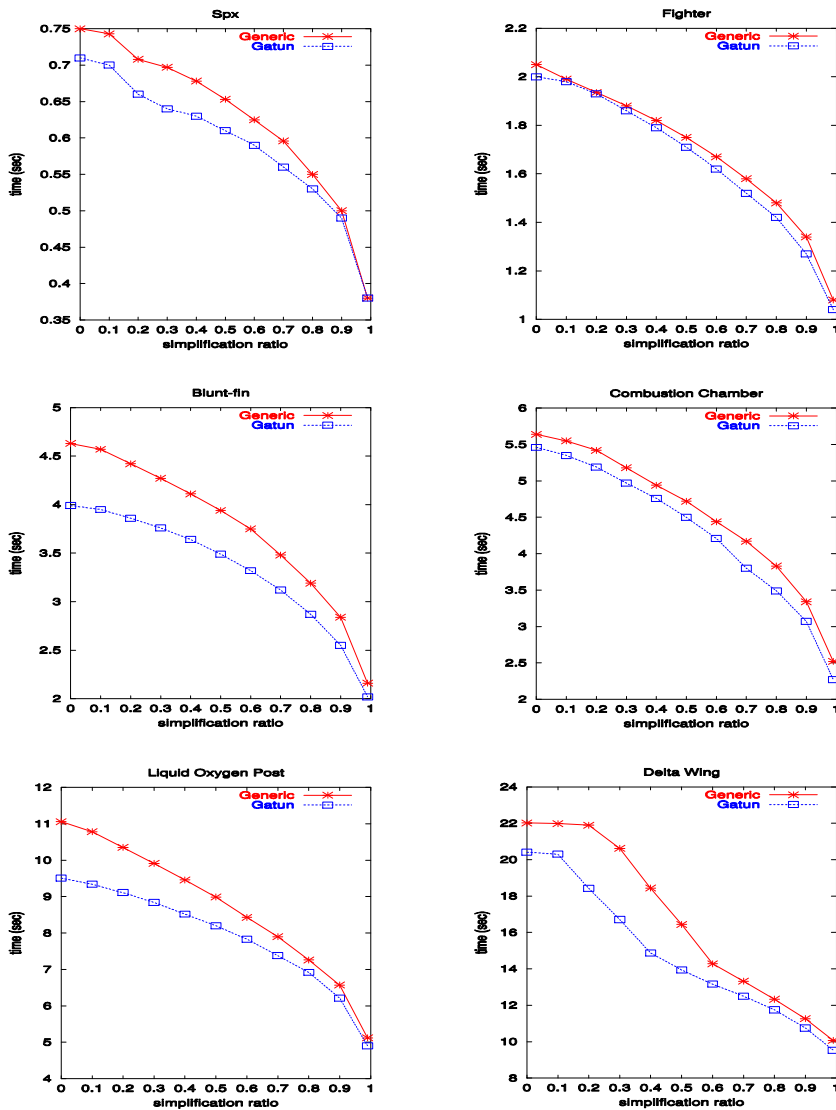 Spx
Generic
Gatun
0.75
0.7
0.65
0.6
0.55
0.5
0.45
0.4
0.35
time (sec)
0 0.1 0.2 0.3 0.4 0.5 0.6 0.7 0.8 0.9 1
simplification ratio
Fighter
Generic
Gatun
2.2
2
1.8
1.6
1.4
1.2
1
time (sec)
0 0.1 0.2 0.3 0.4 0.5 0.6 0.7 0.8 0.9 1
simplification ratio
Blunt-fin
Generic
Gatun
5
4.5
4
3.5
3
2.5
2
time (sec)
0 0.1 0.2 0.3 0.4 0.5 0.6 0.7 0.8 0.9 1
simplification ratio
Combustion Chamber
Generic
Gatun
6
5.5
5
4.5
4
3.5
3
2.5
2
time (sec)
0 0.1 0.2 0.3 0.4 0.5 0.6 0.7 0.8 0.9 1
simplification ratio
Liquid Oxygen Post
Generic
Gatun
12
11
10
9
8
7
6
5
4
time (sec)
0 0.1 0.2 0.3 0.4 0.5 0.6 0.7 0.8 0.9 1
simplification ratio
Delta Wing
Generic
Gatun
24
22
20
18
16
14
12
10
8
time (sec)
0 0.1 0.2 0.3 0.4 0.5 0.6 0.7 0.8 0.9 1
simplification ratio